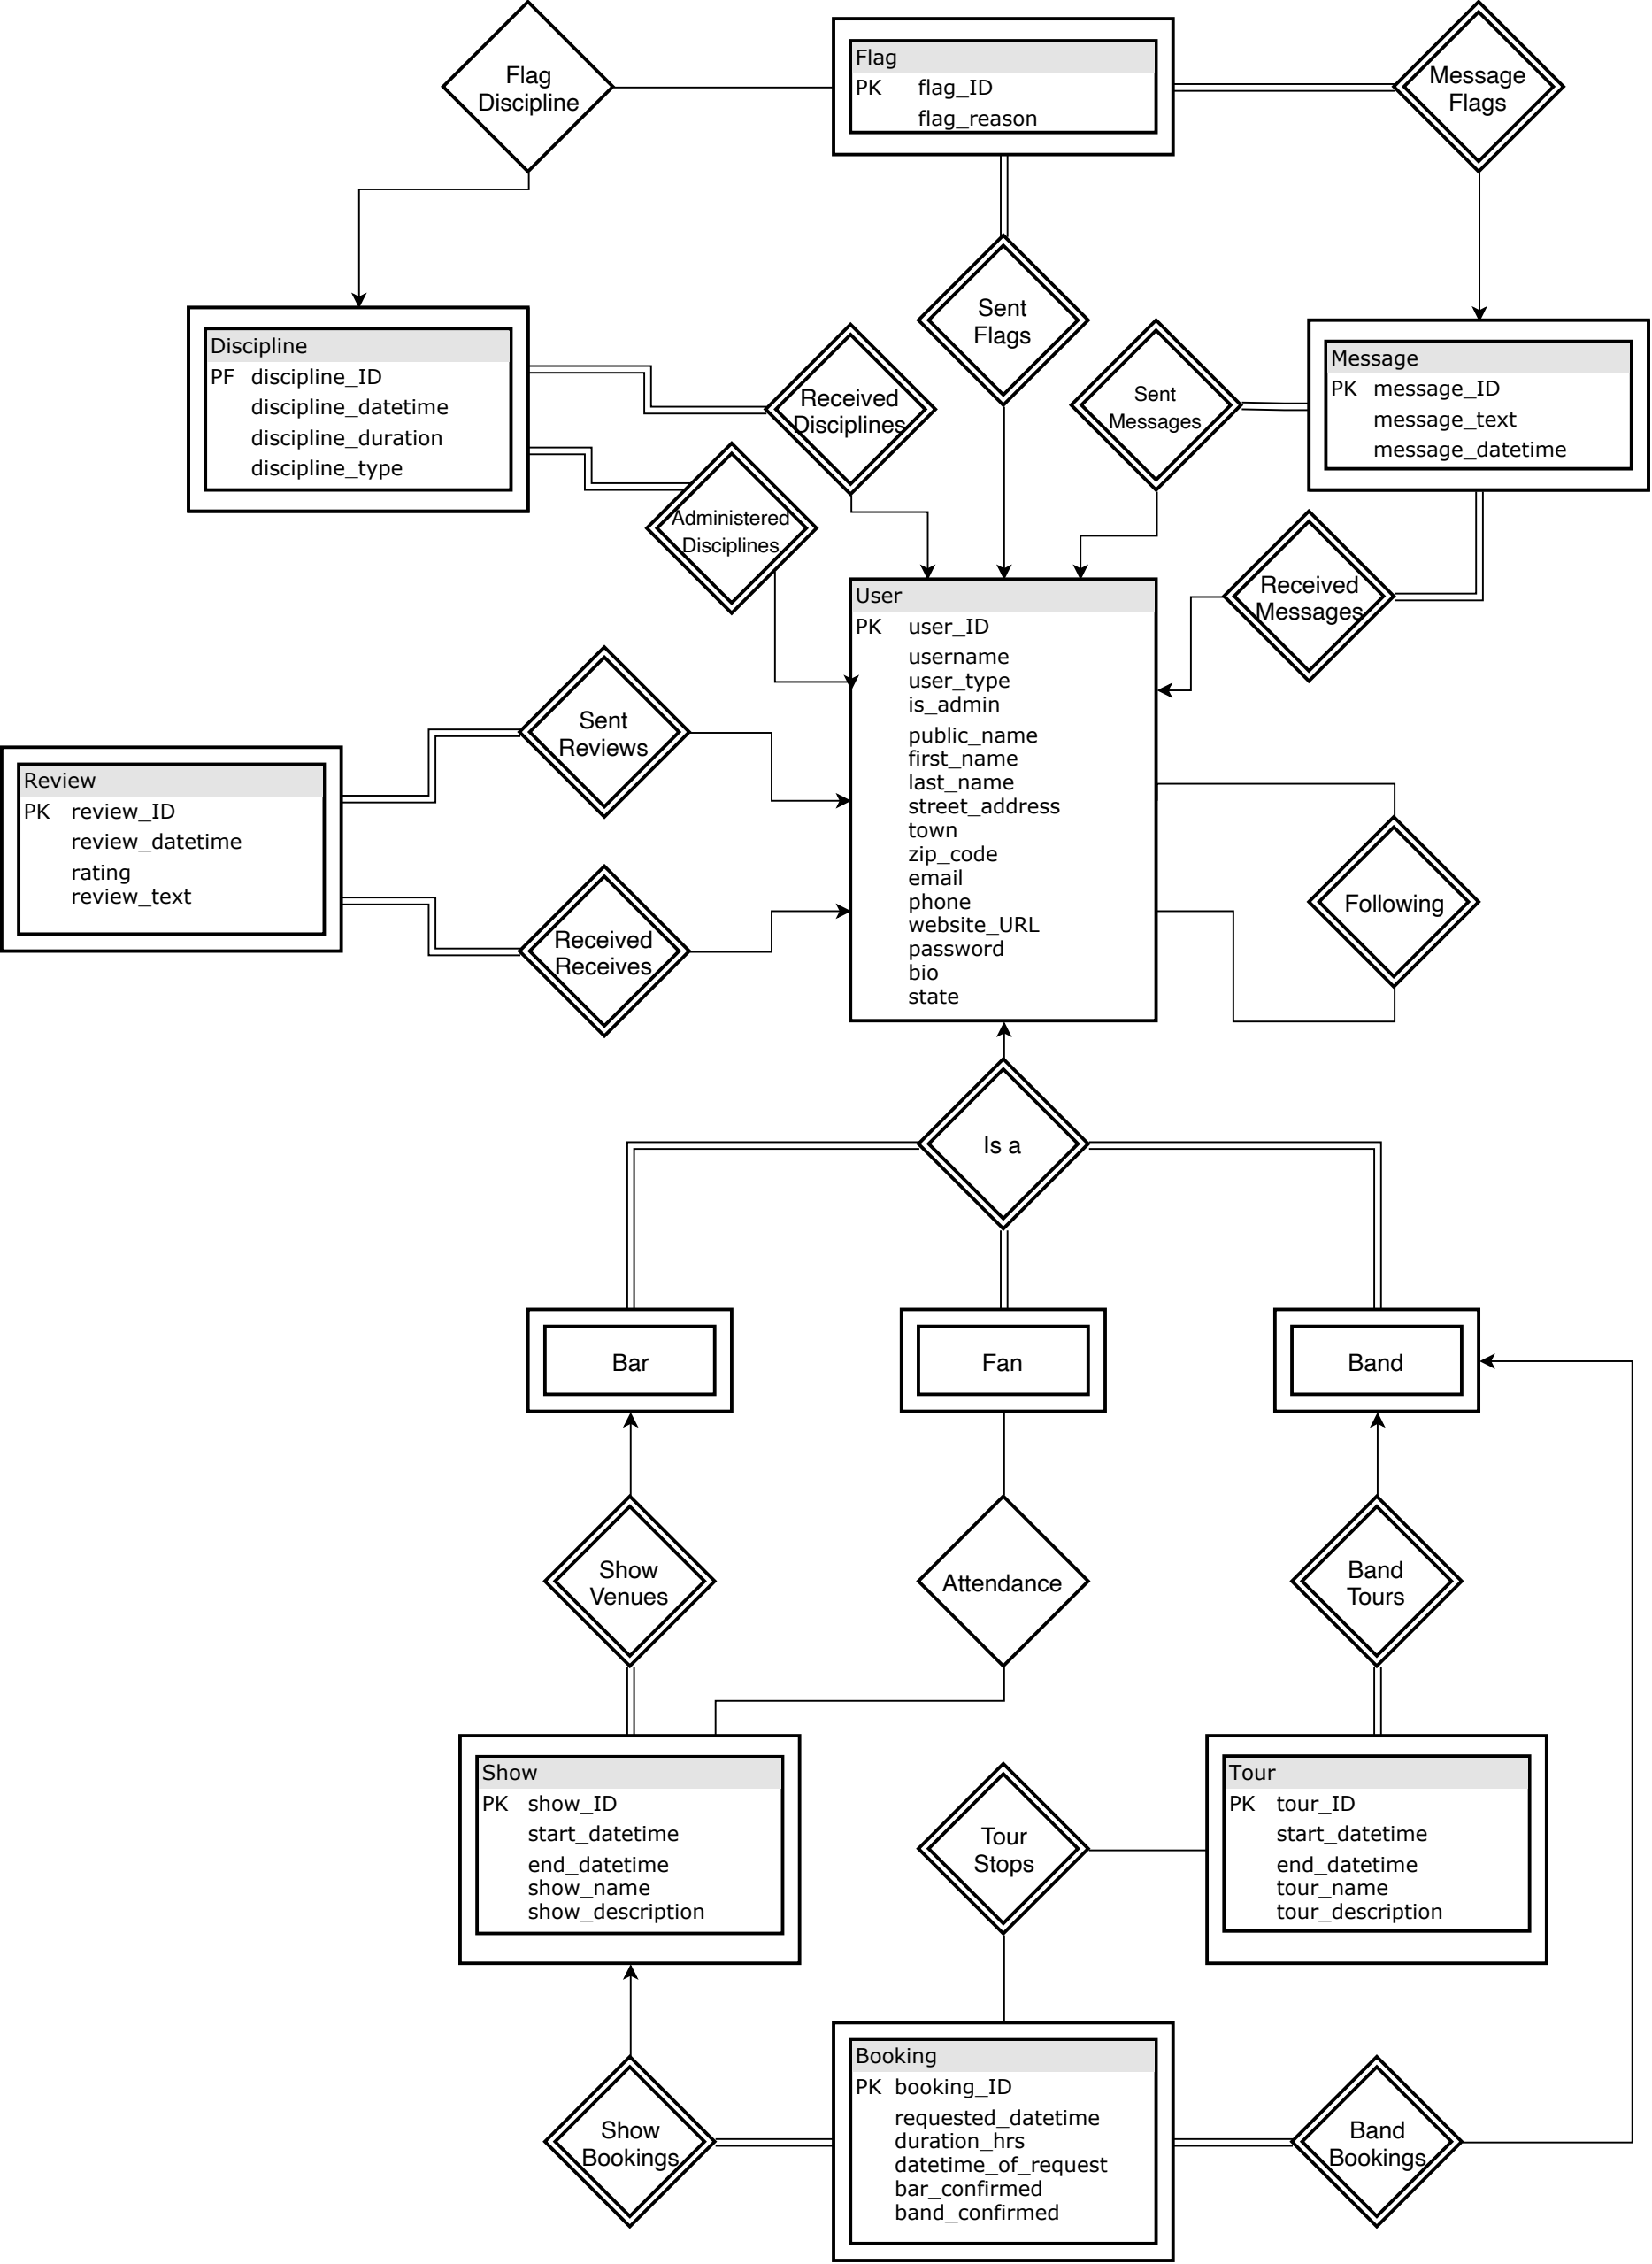 Flag
Discipline
Flag
PK flag_ID
flag_reason
Message
Flags
Sent
Flags
Discipline
PF discipline_ID
discipline_datetime
discipline_duration
discipline_type
Received
Disciplines
Sent
Messages
Message
PK message_ID
message_text
message_datetime
Administered
Disciplines
Received
Messages
User
PK user_ID
username
user_type
is_admin
public_name
first_name
last_name
street_address
town
zip_code
email
phone
website_URL
password
bio
state
Sent
Reviews
Review
PK review_ID
review_datetime
rating
review_text
Received
Receives
Following
Is a
Bar
Fan
Band
Show
Venues
Attendance
Band
Tours
Show
PK show_ID
start_datetime
end_datetime
show_name
show_description
Tour
Stops
Tour
PK tour_ID
start_datetime
end_datetime
tour_name
tour_description
Show
Bookings
Booking
PK booking_ID
requested_datetime
duration_hrs
datetime_of_request
bar_confirmed
band_confirmed
Band
Bookings